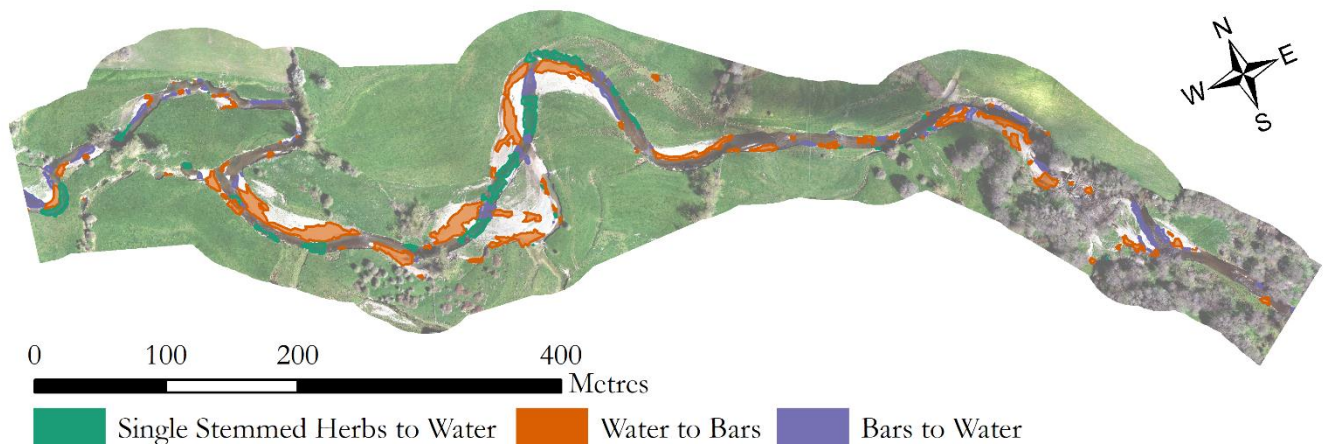 N
E
W
S
0 100 200 400
Metres
Single Stemmed Herbs to Water Water to Bars Bars to Water